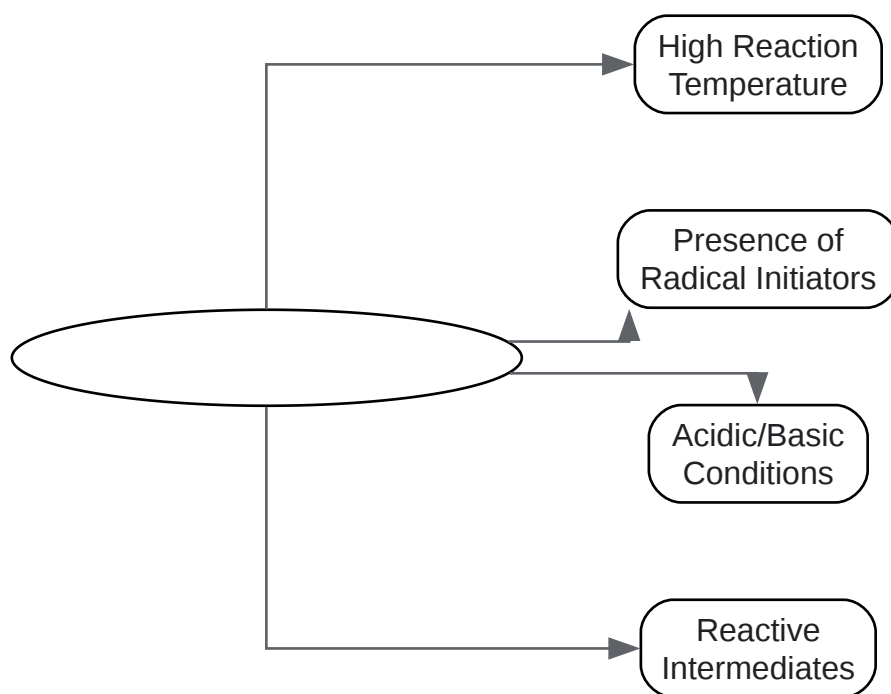 High Reaction
Temperature
Presence of
Radical Initiators
Acidic/Basic
Conditions
Reactive
Intermediates